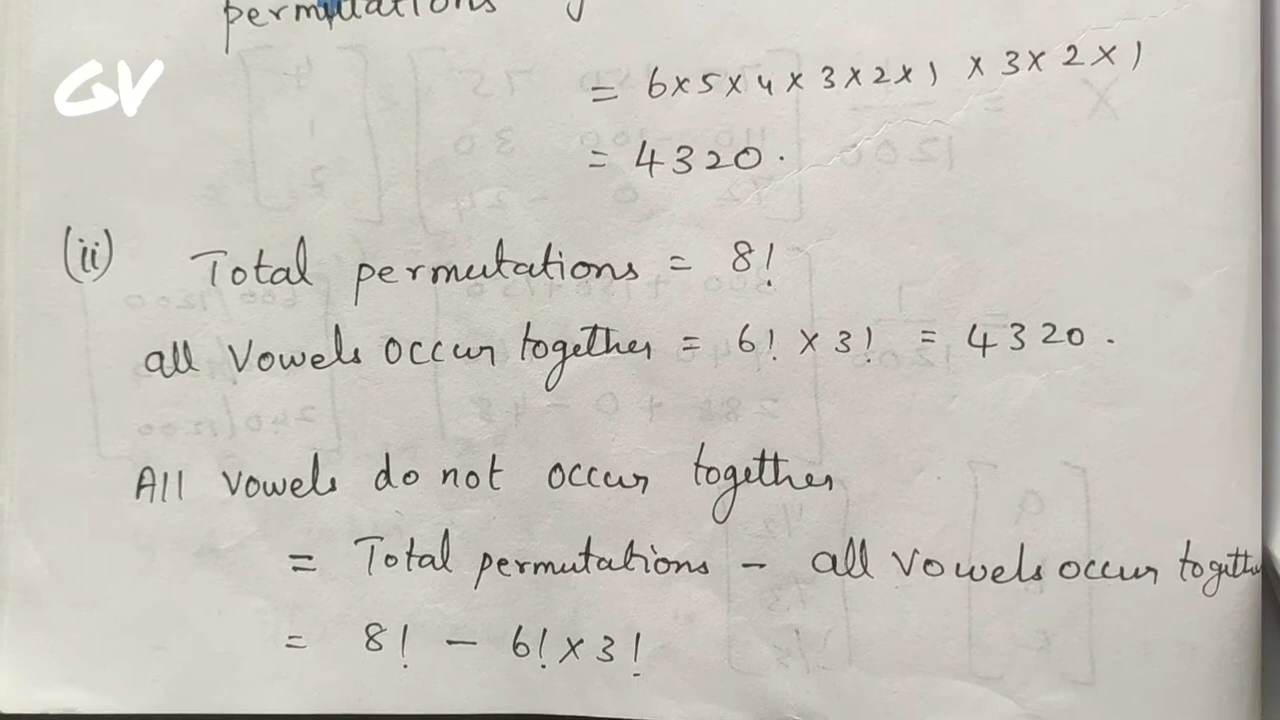 permutations
GV
= 6×5×4×3×2×1 × 3×2×1
= 4320.
(ii) Total permutations = 8!
all vowels occur together = 6! × 3! = 4320.
All vowels do not occur together
= Total permutations - all vowels occur together
= 8! - 6! × 3!